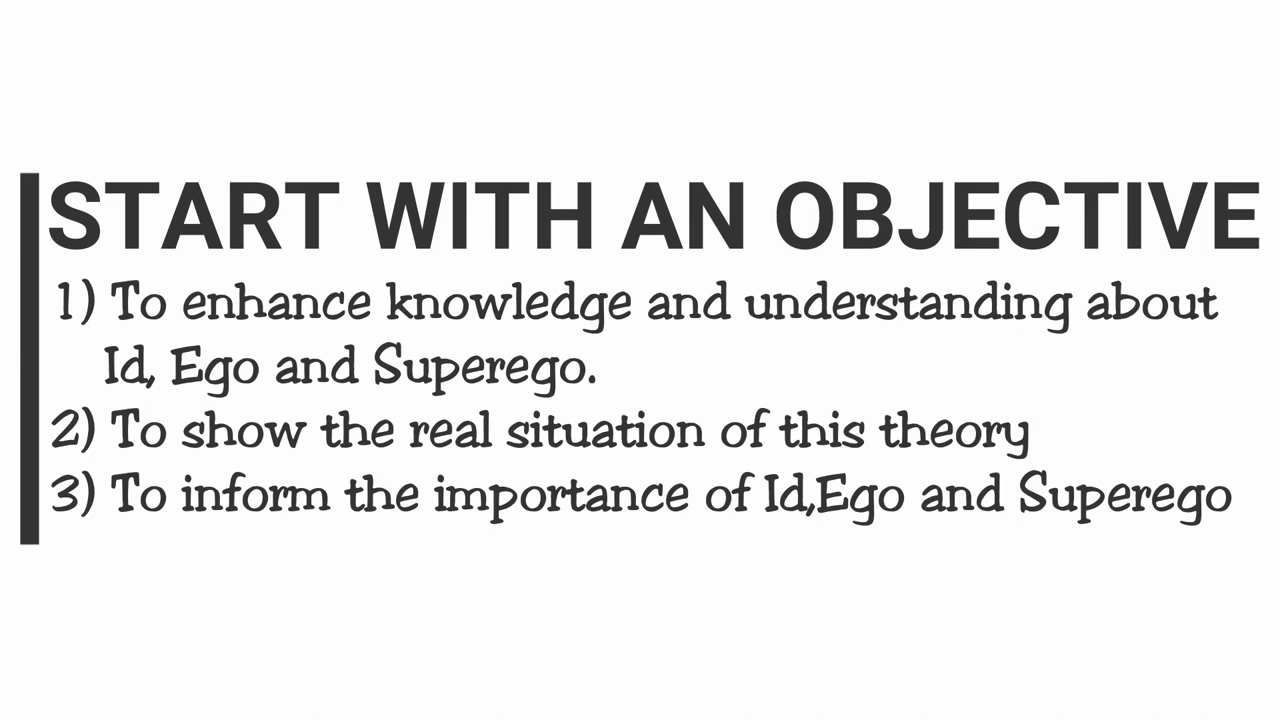 START WITH AN OBJECTIVE
1) To enhance knowledge and understanding about
Id, Ego and Superego.
2) To show the real situation of this theory
3) To inform the importance of Id,Ego and Superego